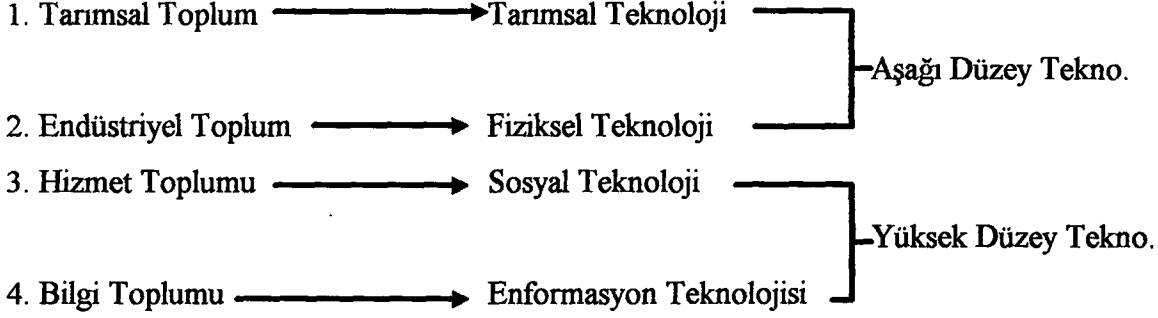 1. Tarımsal Toplum Tarımsal Teknoloji
Aşağı Düzey Tekno.
2. Endüstriyel Toplum Fiziksel Teknoloji
3. Hizmet Toplumu Sosyal Teknoloji
Yüksek Düzey Tekno.
4. Bilgi Toplumu Enformasyon Teknolojisi